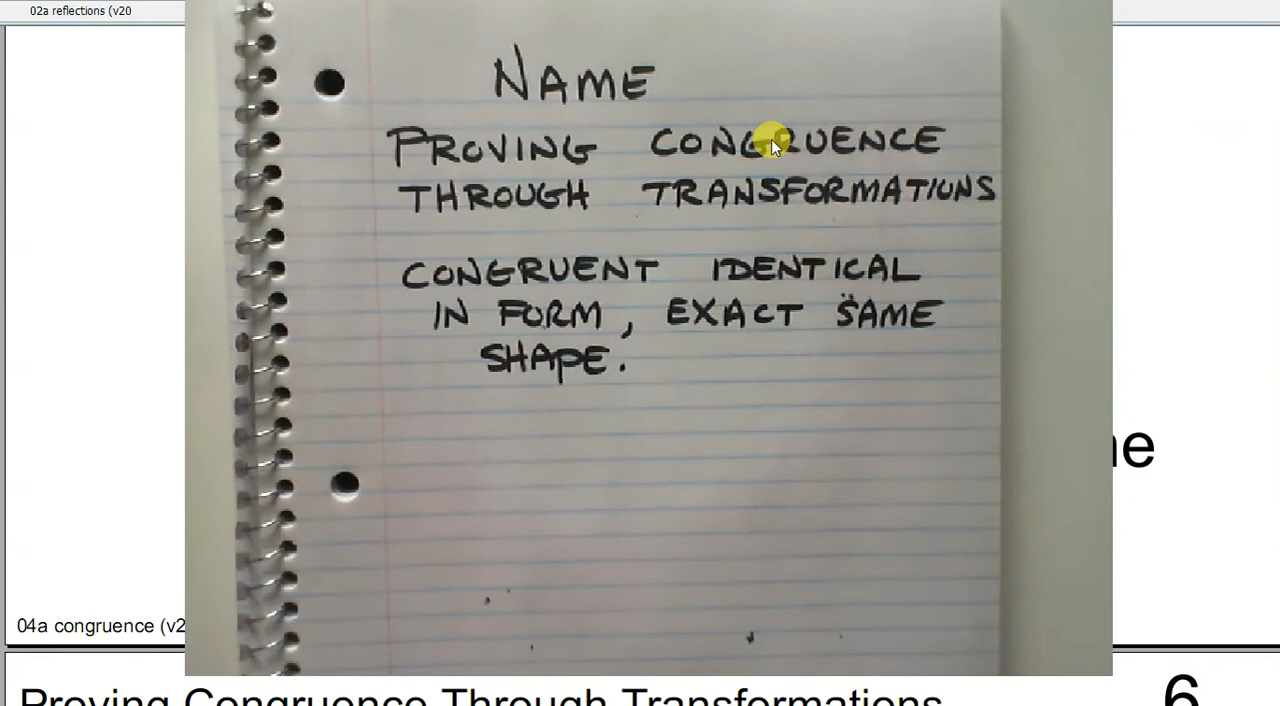 02a reflections (v20
NAME
PROVING CONGRUENCE
THROUGH TRANSFORMATIONS
CONGRUENT IDENTICAL
IN FORM, EXACT SAME
SHAPE.
04a congruence (v2
Proving Congruence Through Transformations
6